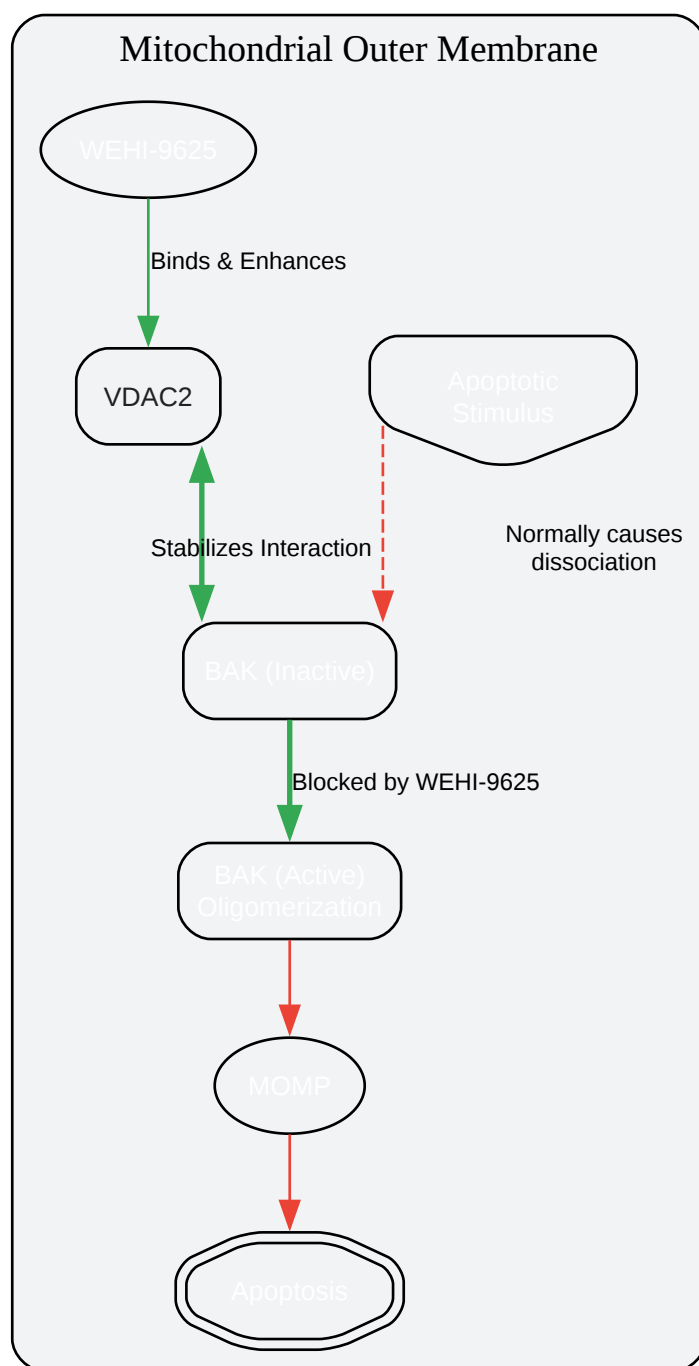 Mitochondrial Outer Membrane
WEHI-9625
Binds & Enhances
VDAC2
Apoptotic
Stimulus
Stabilizes Interaction
Normally causes
dissociation
BAK (Inactive)
Blocked by WEHI-9625
BAK (Active)
Oligomerization
MOMP
Apoptosis